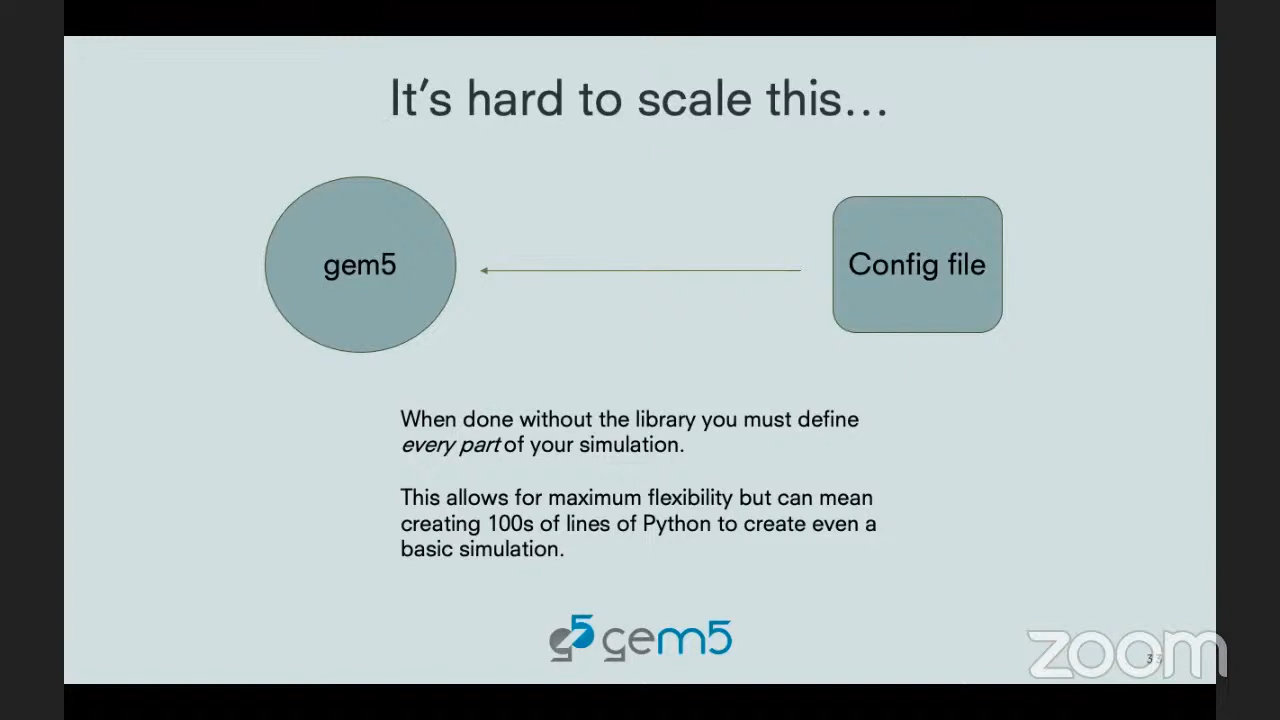 It's hard to scale this...
gem5
Config file
When done without the library you must define
every part of your simulation.
This allows for maximum flexibility but can mean
creating 100s of lines of Python to create even a
basic simulation.
g5 gem5
zoom